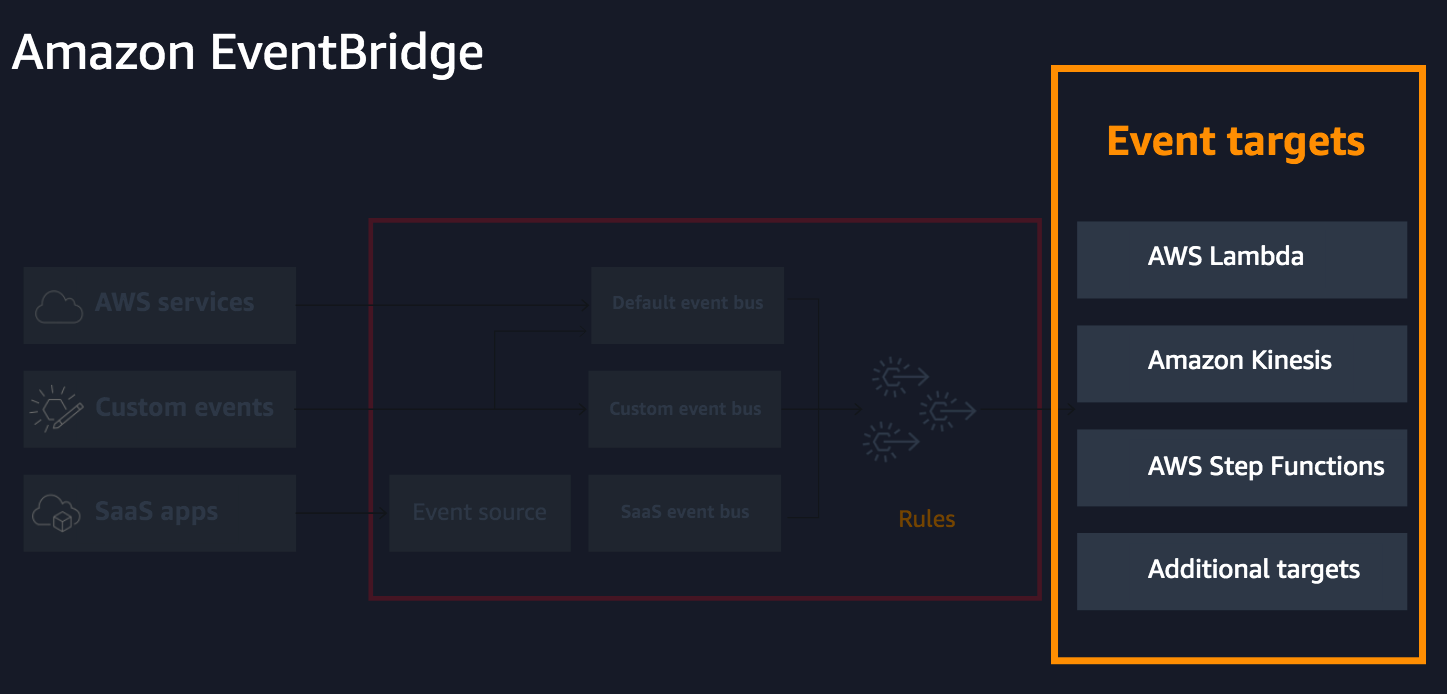 Amazon EventBridge
Event targets
AWS Lambda
Amazon Kinesis
AWS Step Functions
Additional targets
AWS services
Custom events
SaaS apps
Default event bus
Custom event bus
Event source
SaaS event bus
Rules